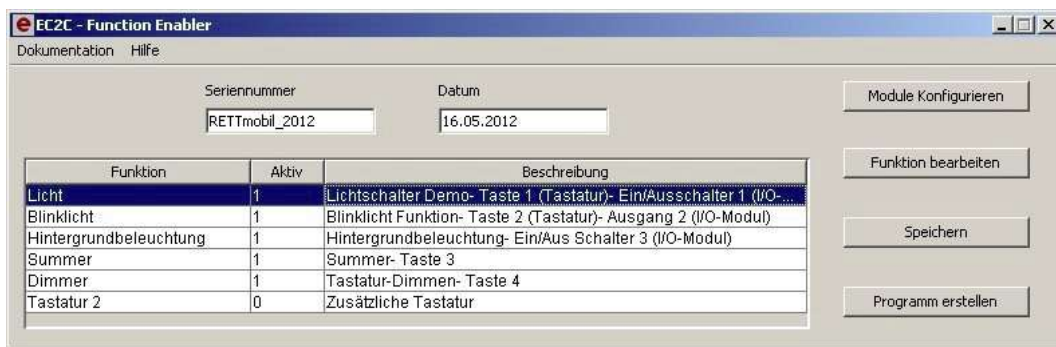 EC2C - Function Enabler
Dokumentation Hilfe
Seriennummer Datum
RETTmobil_2012 16.05.2012
Module Konfigurieren
Funktion bearbeiten
Speichern
Programm erstellen
Funktion Aktiv Beschreibung
Licht 1 Lichtschalter Demo- Taste 1 (Tastatur)- Ein/Ausschalter 1 (I/O-...
Blinklicht 1 Blinklicht Funktion- Taste 2 (Tastatur)- Ausgang 2 (I/O-Modul)
Hintergrundbeleuchtung 1 Hintergrundbeleuchtung- Ein/Aus Schalter 3 (I/O-Modul)
Summer 1 Summer- Taste 3
Dimmer 1 Tastatur-Dimmen- Taste 4
Tastatur 2 0 Zusätzliche Tastatur